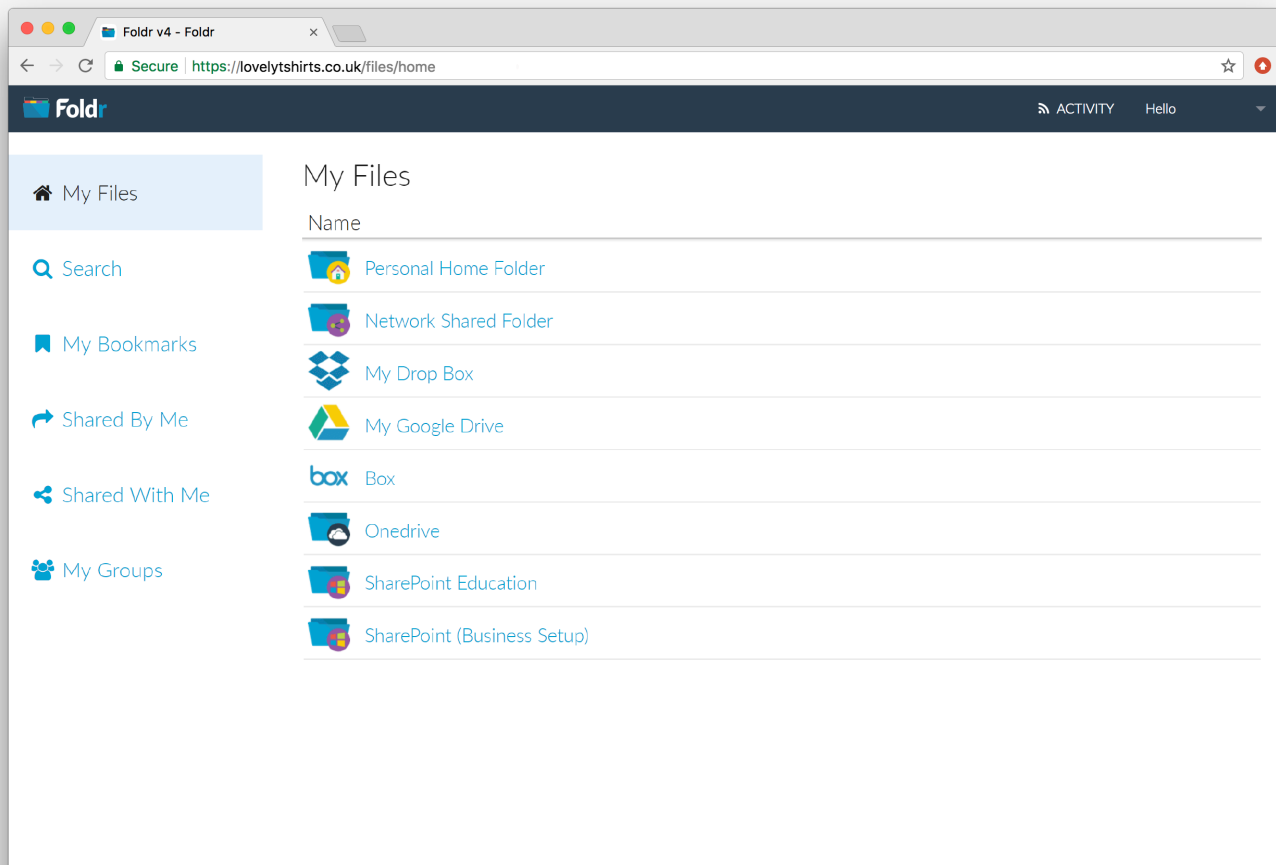 Foldr v4 - Foldr
Secure https://lovelytshirts.co.uk/files/home
Foldr ACTIVITY Hello
My Files
Search
My Bookmarks
Shared By Me
Shared With Me
My Groups
My Files
Name
Personal Home Folder
Network Shared Folder
My Drop Box
My Google Drive
box Box
Onedrive
SharePoint Education
SharePoint (Business Setup)